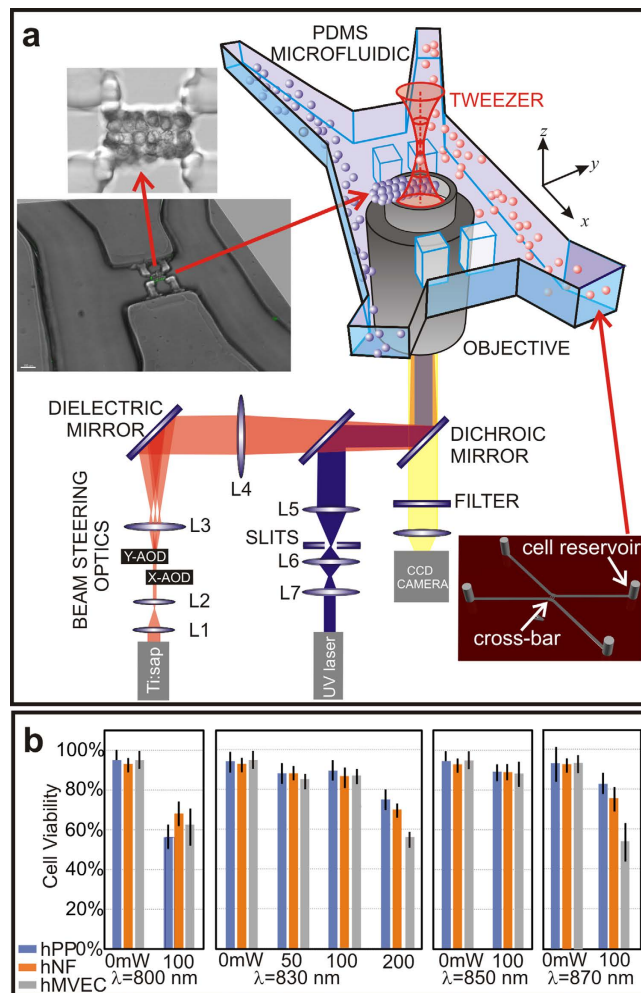 a
PDMS
MICROFLUIDIC
TWEEZER
z
y
x
OBJECTIVE
DIELECTRIC
MIRROR
L4
DICHROIC
MIRROR
BEAM STEERING
OPTICS
L3
Y-AOD
X-AOD
L2
L1
Ti:sap
L5
SLITS
L6
L7
UV laser
FILTER
CCD
CAMERA
cell reservoir
cross-bar
b
Cell Viability
100%
80%
60%
40%
20%
0%
hPP
hNF
hMVEC
0mW 100
λ=800 nm
0mW 50 100 200
λ=830 nm
0mW 100
λ=850 nm
0mW 100
λ=870 nm